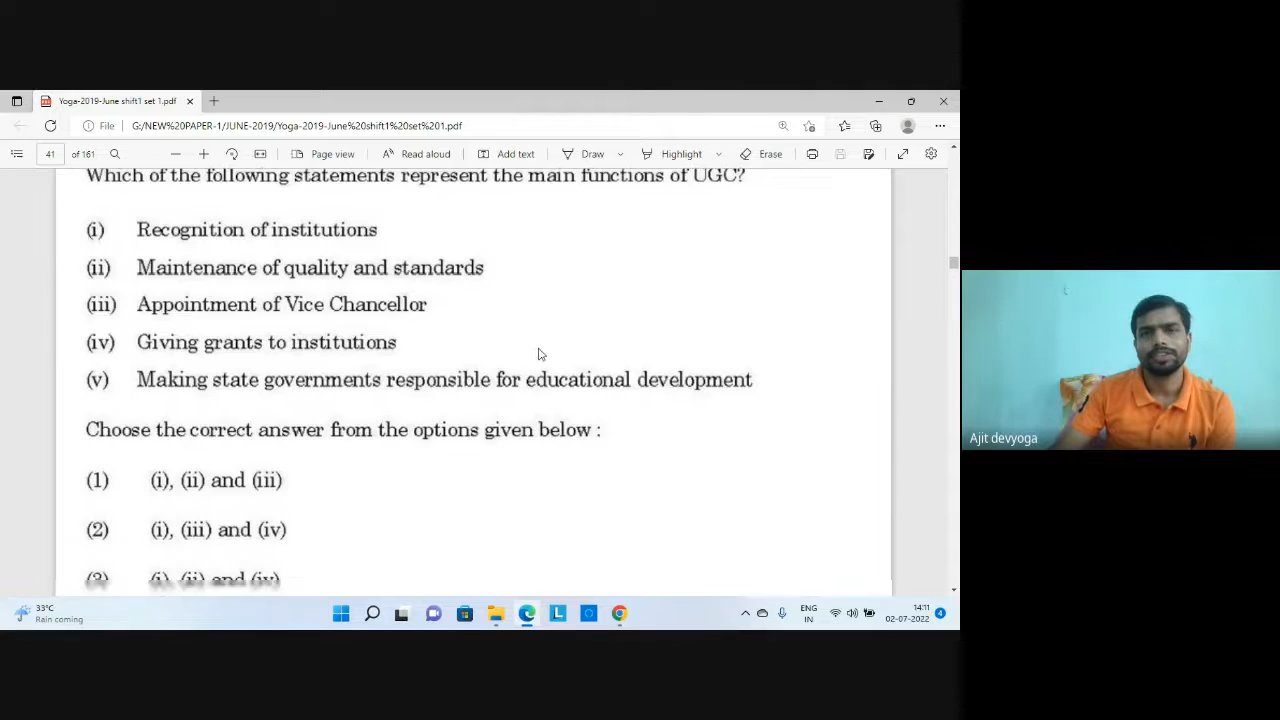 Yoga-2019-June shift1 set 1.pdf
File
G:/NEW%20PAPER-1/JUNE-2019/Yoga-2019-June%20shift1%20set%201.pdf
41 of 161
Page view
Read aloud
Add text
Draw
Highlight
Erase
Which of the following statements represent the main functions of UGC?
(i) Recognition of institutions
(ii) Maintenance of quality and standards
(iii) Appointment of Vice Chancellor
(iv) Giving grants to institutions
(v) Making state governments responsible for educational development
Choose the correct answer from the options given below :
(1) (i), (ii) and (iii)
(2) (i), (iii) and (iv)
(3) (i), (ii) and (iv)
Ajit devyoga
33°C
Rain coming
ENG
IN
14:11
02-07-2022
4